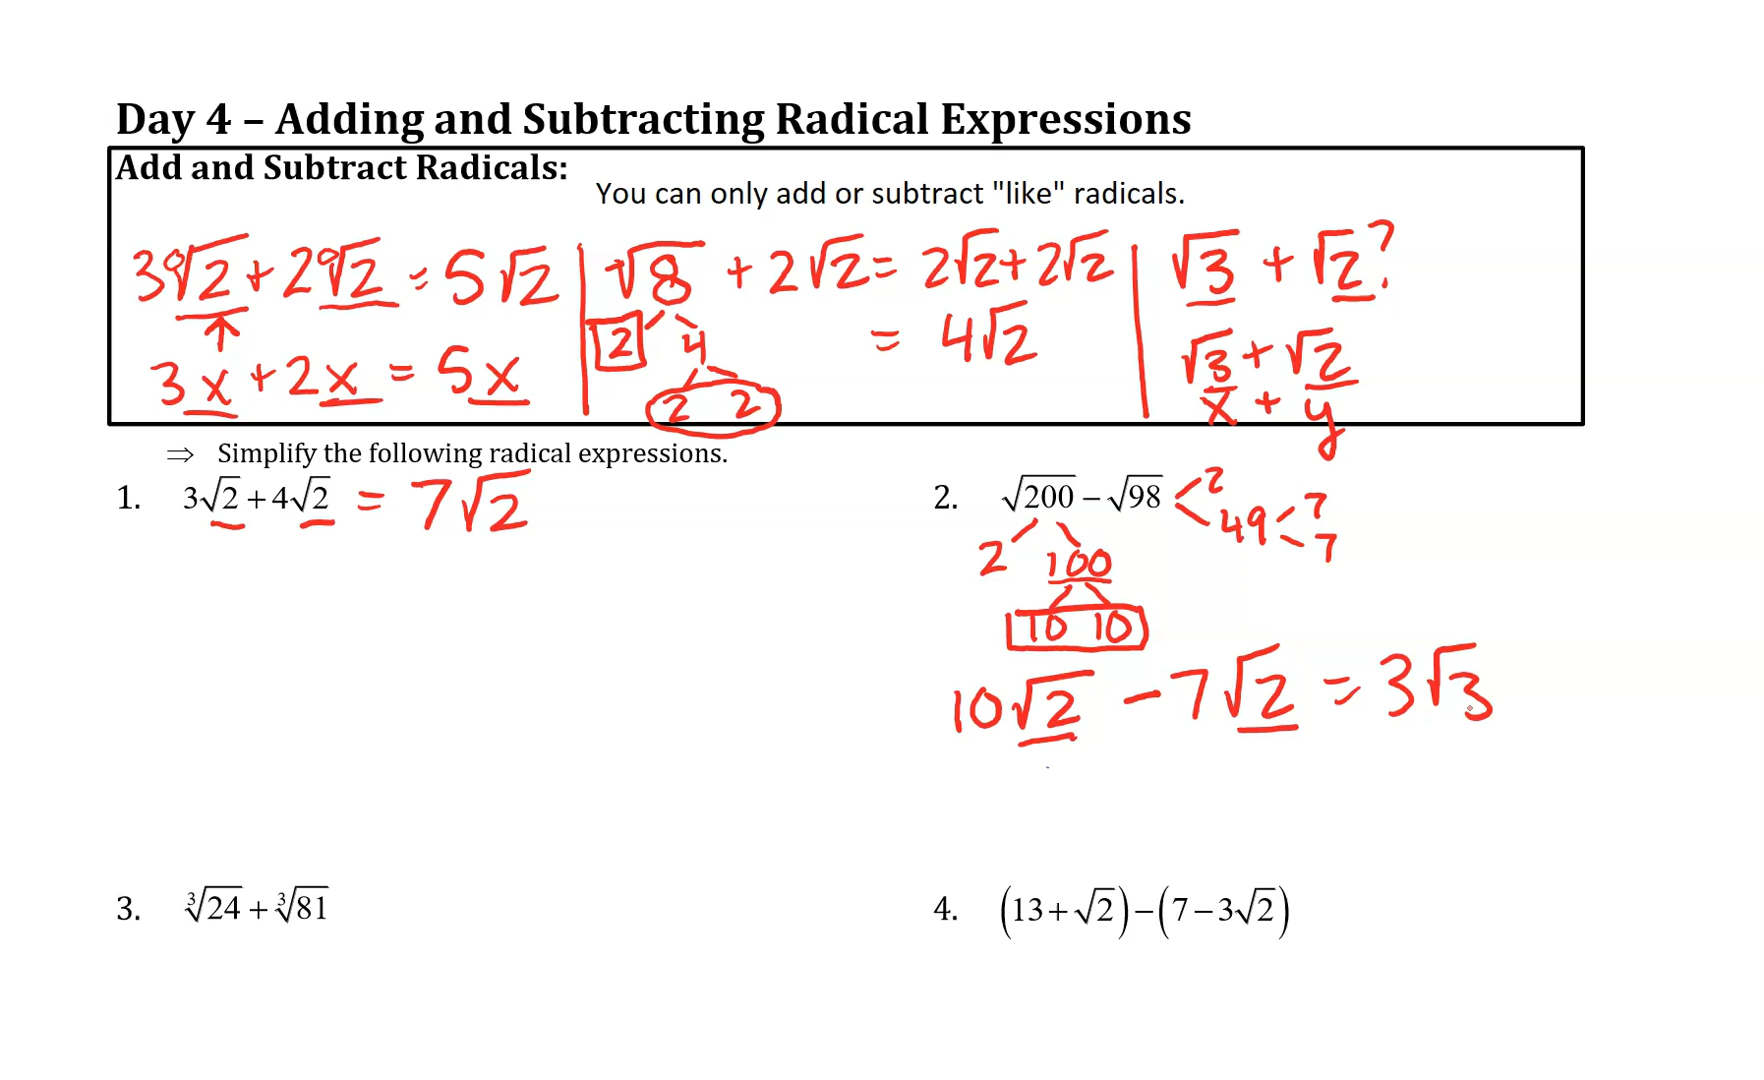 Day 4 – Adding and Subtracting Radical Expressions
Add and Subtract Radicals:
You can only add or subtract "like" radicals.
3√2 + 2√2 = 5√2
3x + 2x = 5x
√8 + 2√2 = 2√2 + 2√2
2 4
= 4√2
2 2
√3 + √2?
√3 + √2
x + y
⇒ Simplify the following radical expressions.
1. 3√2 + 4√2 = 7√2
2. √200 − √98 < 2
49 < 7
7
2 100
10 10
10√2 − 7√2 = 3√3
3. ∛24 + ∛81
4. (13 + √2) − (7 − 3√2)